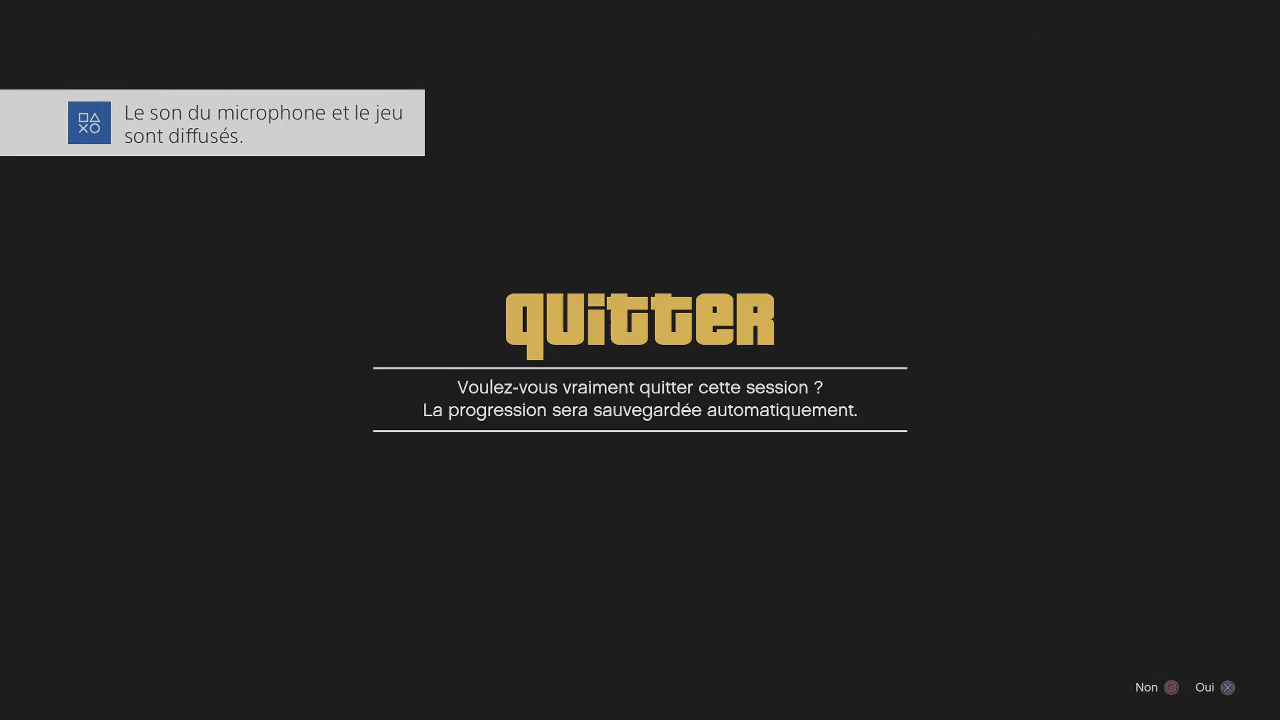 Le son du microphone et le jeu
sont diffusés.
quitter
Voulez-vous vraiment quitter cette session ?
La progression sera sauvegardée automatiquement.
Non Oui